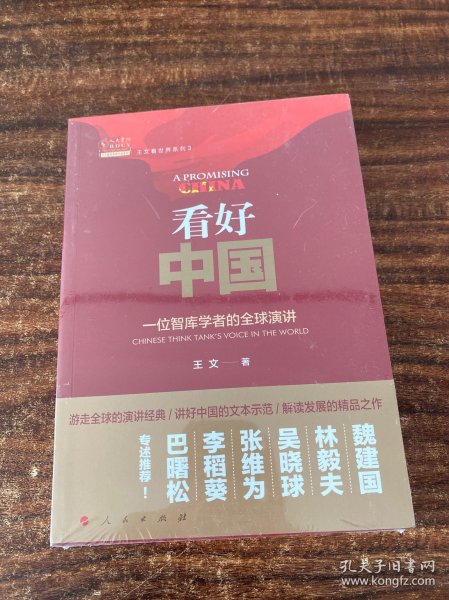 人大重阳
RDCY
王文看世界系列3
A PROMISING
CHINA
看好
中国
一位智库学者的全球演讲
CHINESE THINK TANK'S VOICE IN THE WORLD
王 文 — 著
游走全球的演讲经典/讲好中国的文本示范/解读发展的精品之作
魏建国
林毅夫
吴晓球
张维为
李稻葵
巴曙松
专述推荐!
人民出版社
孔夫子旧书网
www.kongfz.com